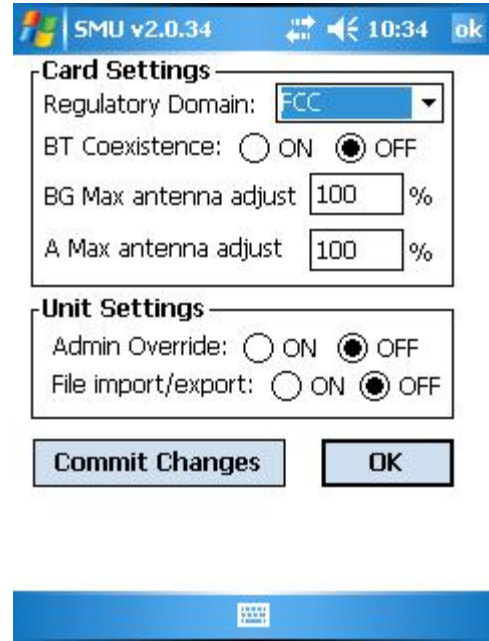 SMU v2.0.34 10:34 ok
Card Settings
Regulatory Domain: FCC
BT Coexistence: ON OFF
BG Max antenna adjust 100 %
A Max antenna adjust 100 %
Unit Settings
Admin Override: ON OFF
File import/export: ON OFF
Commit Changes OK